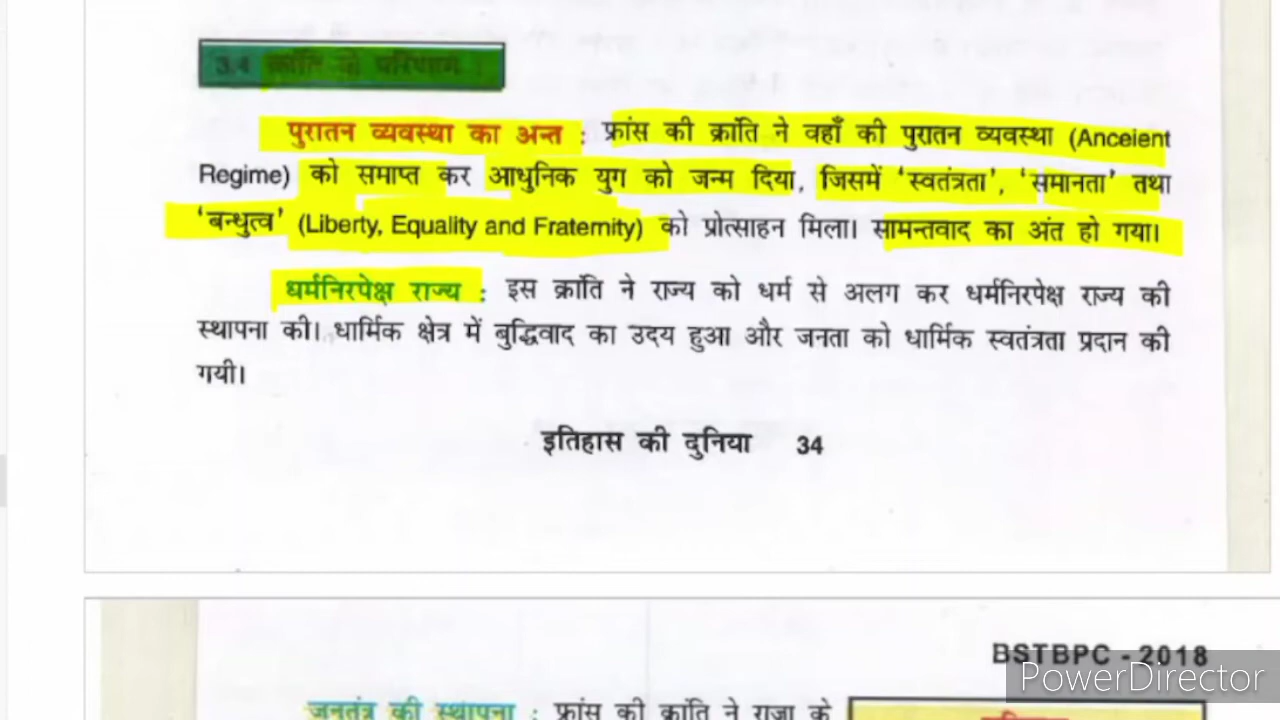 3.4 क्रांति के परिणाम :
पुरातन व्यवस्था का अन्त : फ्रांस की क्रांति ने वहाँ की पुरातन व्यवस्था (Anceient
Regime) को समाप्त कर आधुनिक युग को जन्म दिया, जिसमें ‘स्वतंत्रता’, ‘समानता’ तथा
‘बन्धुत्व’ (Liberty, Equality and Fraternity) को प्रोत्साहन मिला। सामन्तवाद का अंत हो गया।
धर्मनिरपेक्ष राज्य : इस क्रांति ने राज्य को धर्म से अलग कर धर्मनिरपेक्ष राज्य की
स्थापना की। धार्मिक क्षेत्र में बुद्धिवाद का उदय हुआ और जनता को धार्मिक स्वतंत्रता प्रदान की
गयी।
इतिहास की दुनिया 34
BSTBPC - 2018
PowerDirector
जनतंत्र की स्थापना : फ्रांस की क्रांति ने राजा के